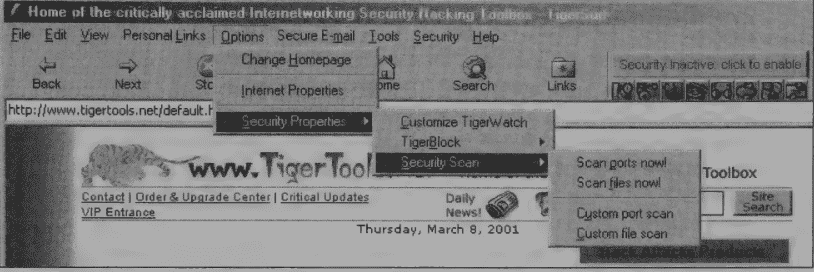 Home of the critically acclaimed Internetworking Security Hacking Toolbox - TigerSuite
File Edit View Personal Links Options Secure E-mail Tools Security Help
Change Homepage
Internet Properties
Security Properties
Back Next Sto ome Search Links
Security Inactive: click to enable
http://www.tigertools.net/default.h
Customize TigerWatch
TigerBlock
Security Scan
Scan ports now!
Scan files now!
Custom port scan
Custom file scan
www.TigerTool
Toolbox
Contact | Order & Upgrade Center | Critical Updates
VIP Entrance
Daily
News!
Site
Search
Thursday, March 8, 2001